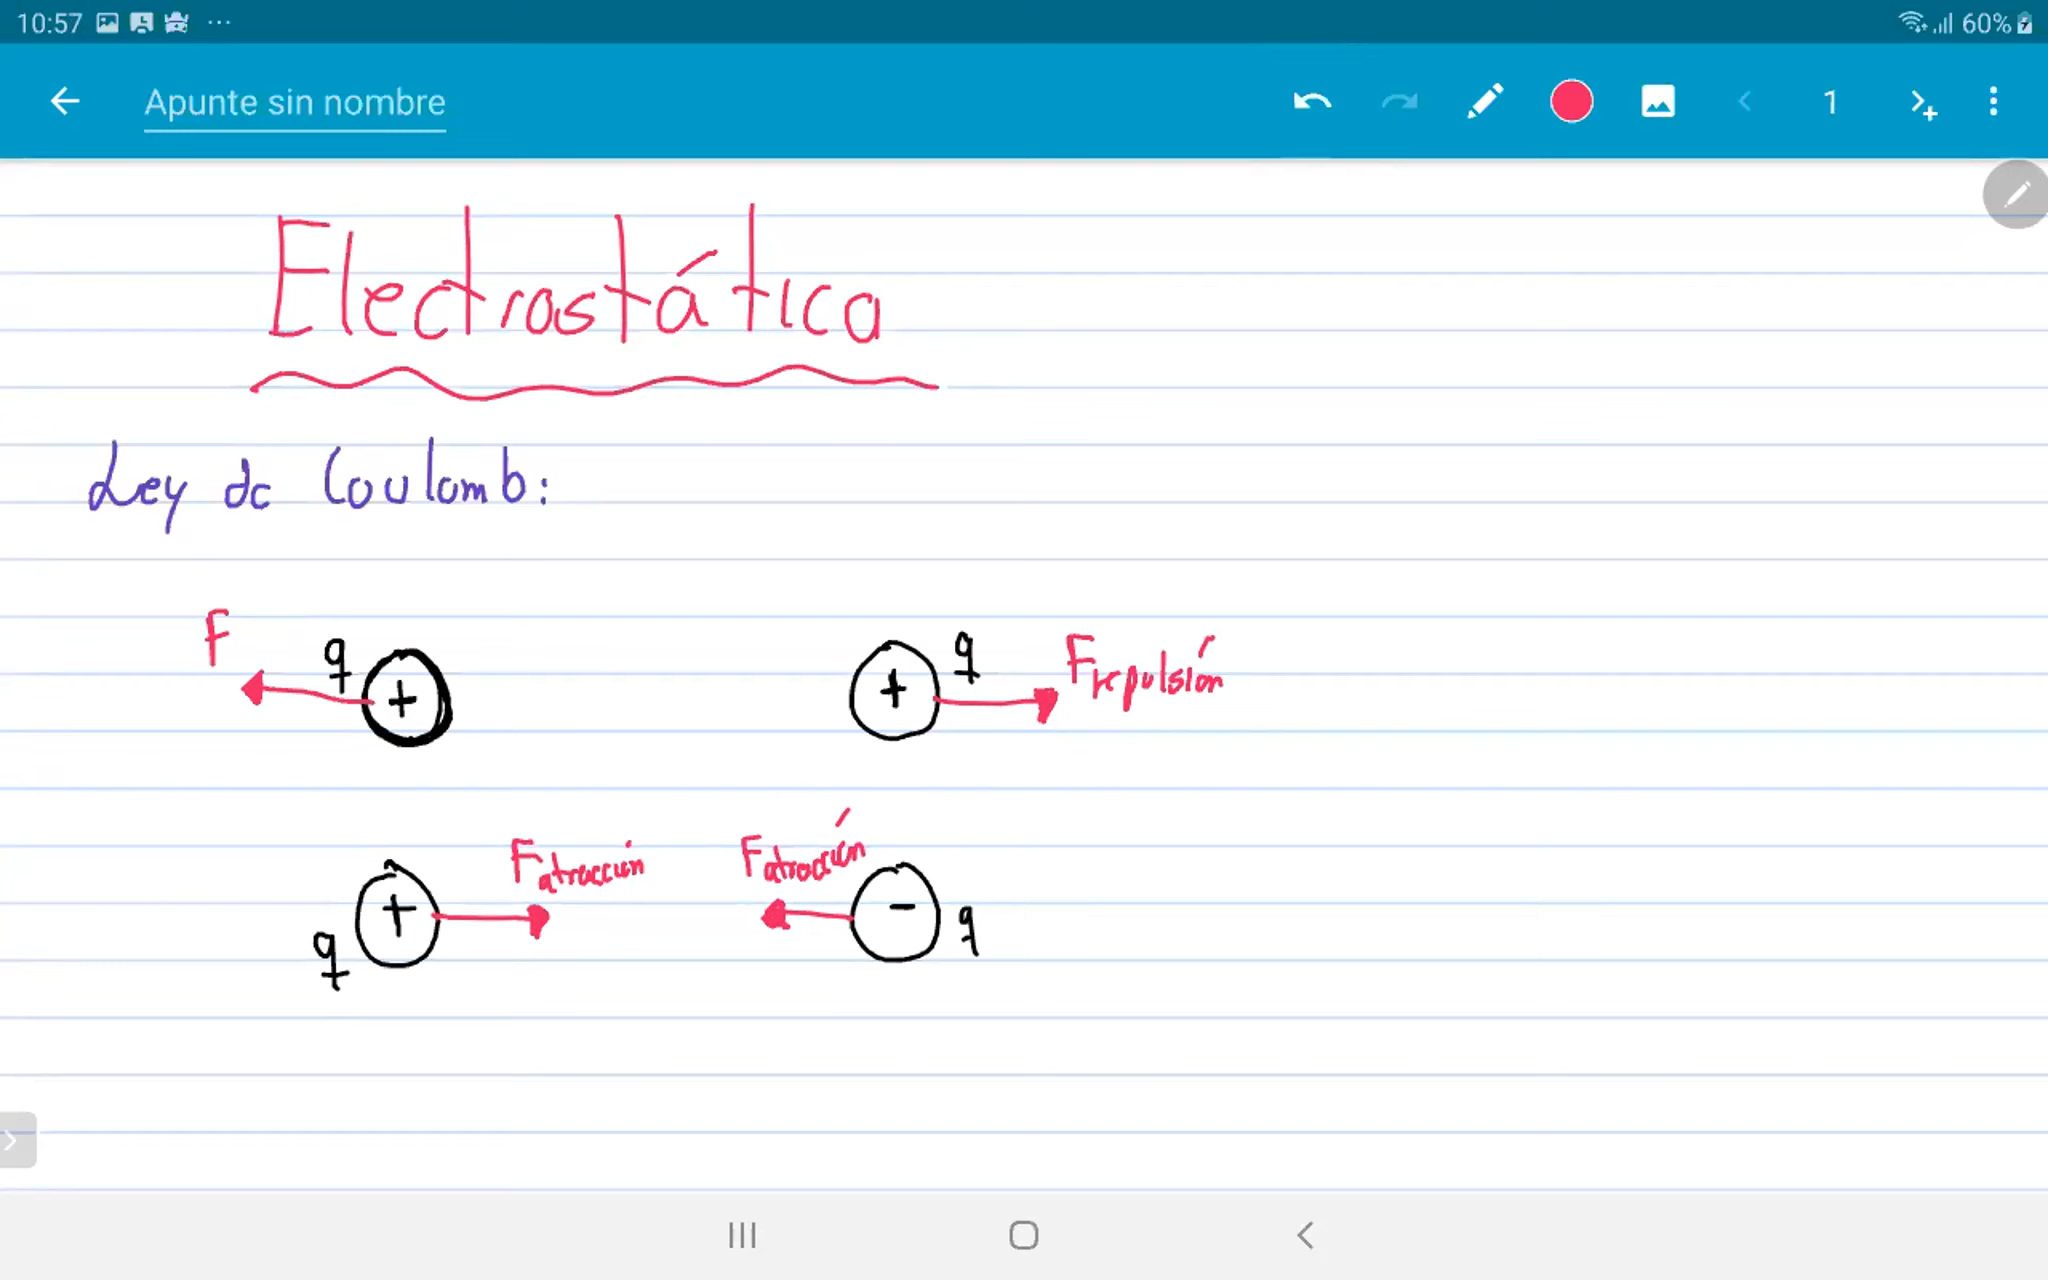 10:57 60%
Apunte sin nombre 1
Electrostática
Ley de Coulomb:
F q + + q Frepulsión
Fatracción Fatracción
q + - q